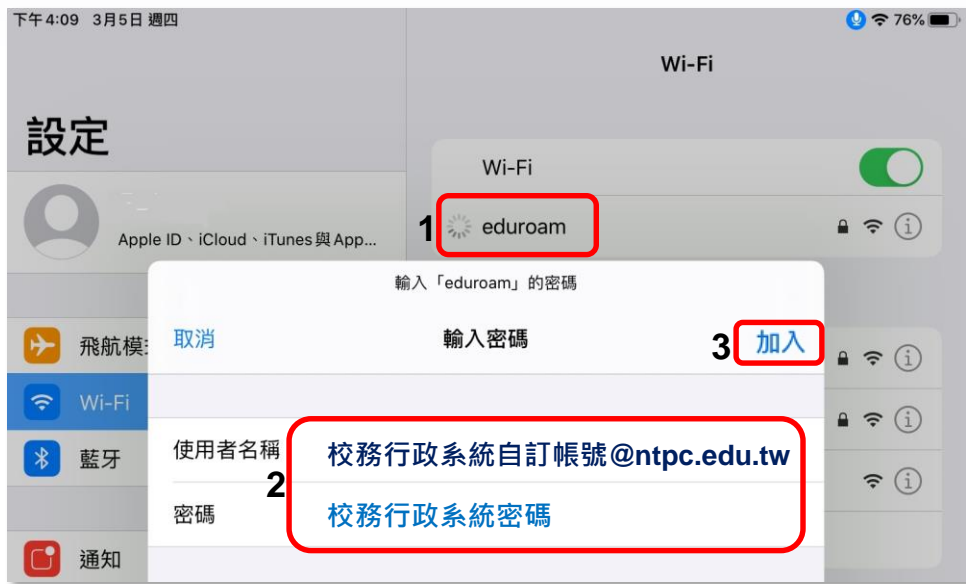 下午4:09 3月5日 週四
76%
Wi-Fi
設定
Wi-Fi
1 eduroam
Apple ID、iCloud、iTunes與App...
輸入「eduroam」的密碼
取消 輸入密碼 3 加入
飛航模
Wi-Fi
使用者名稱 校務行政系統自訂帳號@ntpc.edu.tw
藍牙
2
密碼 校務行政系統密碼
通知